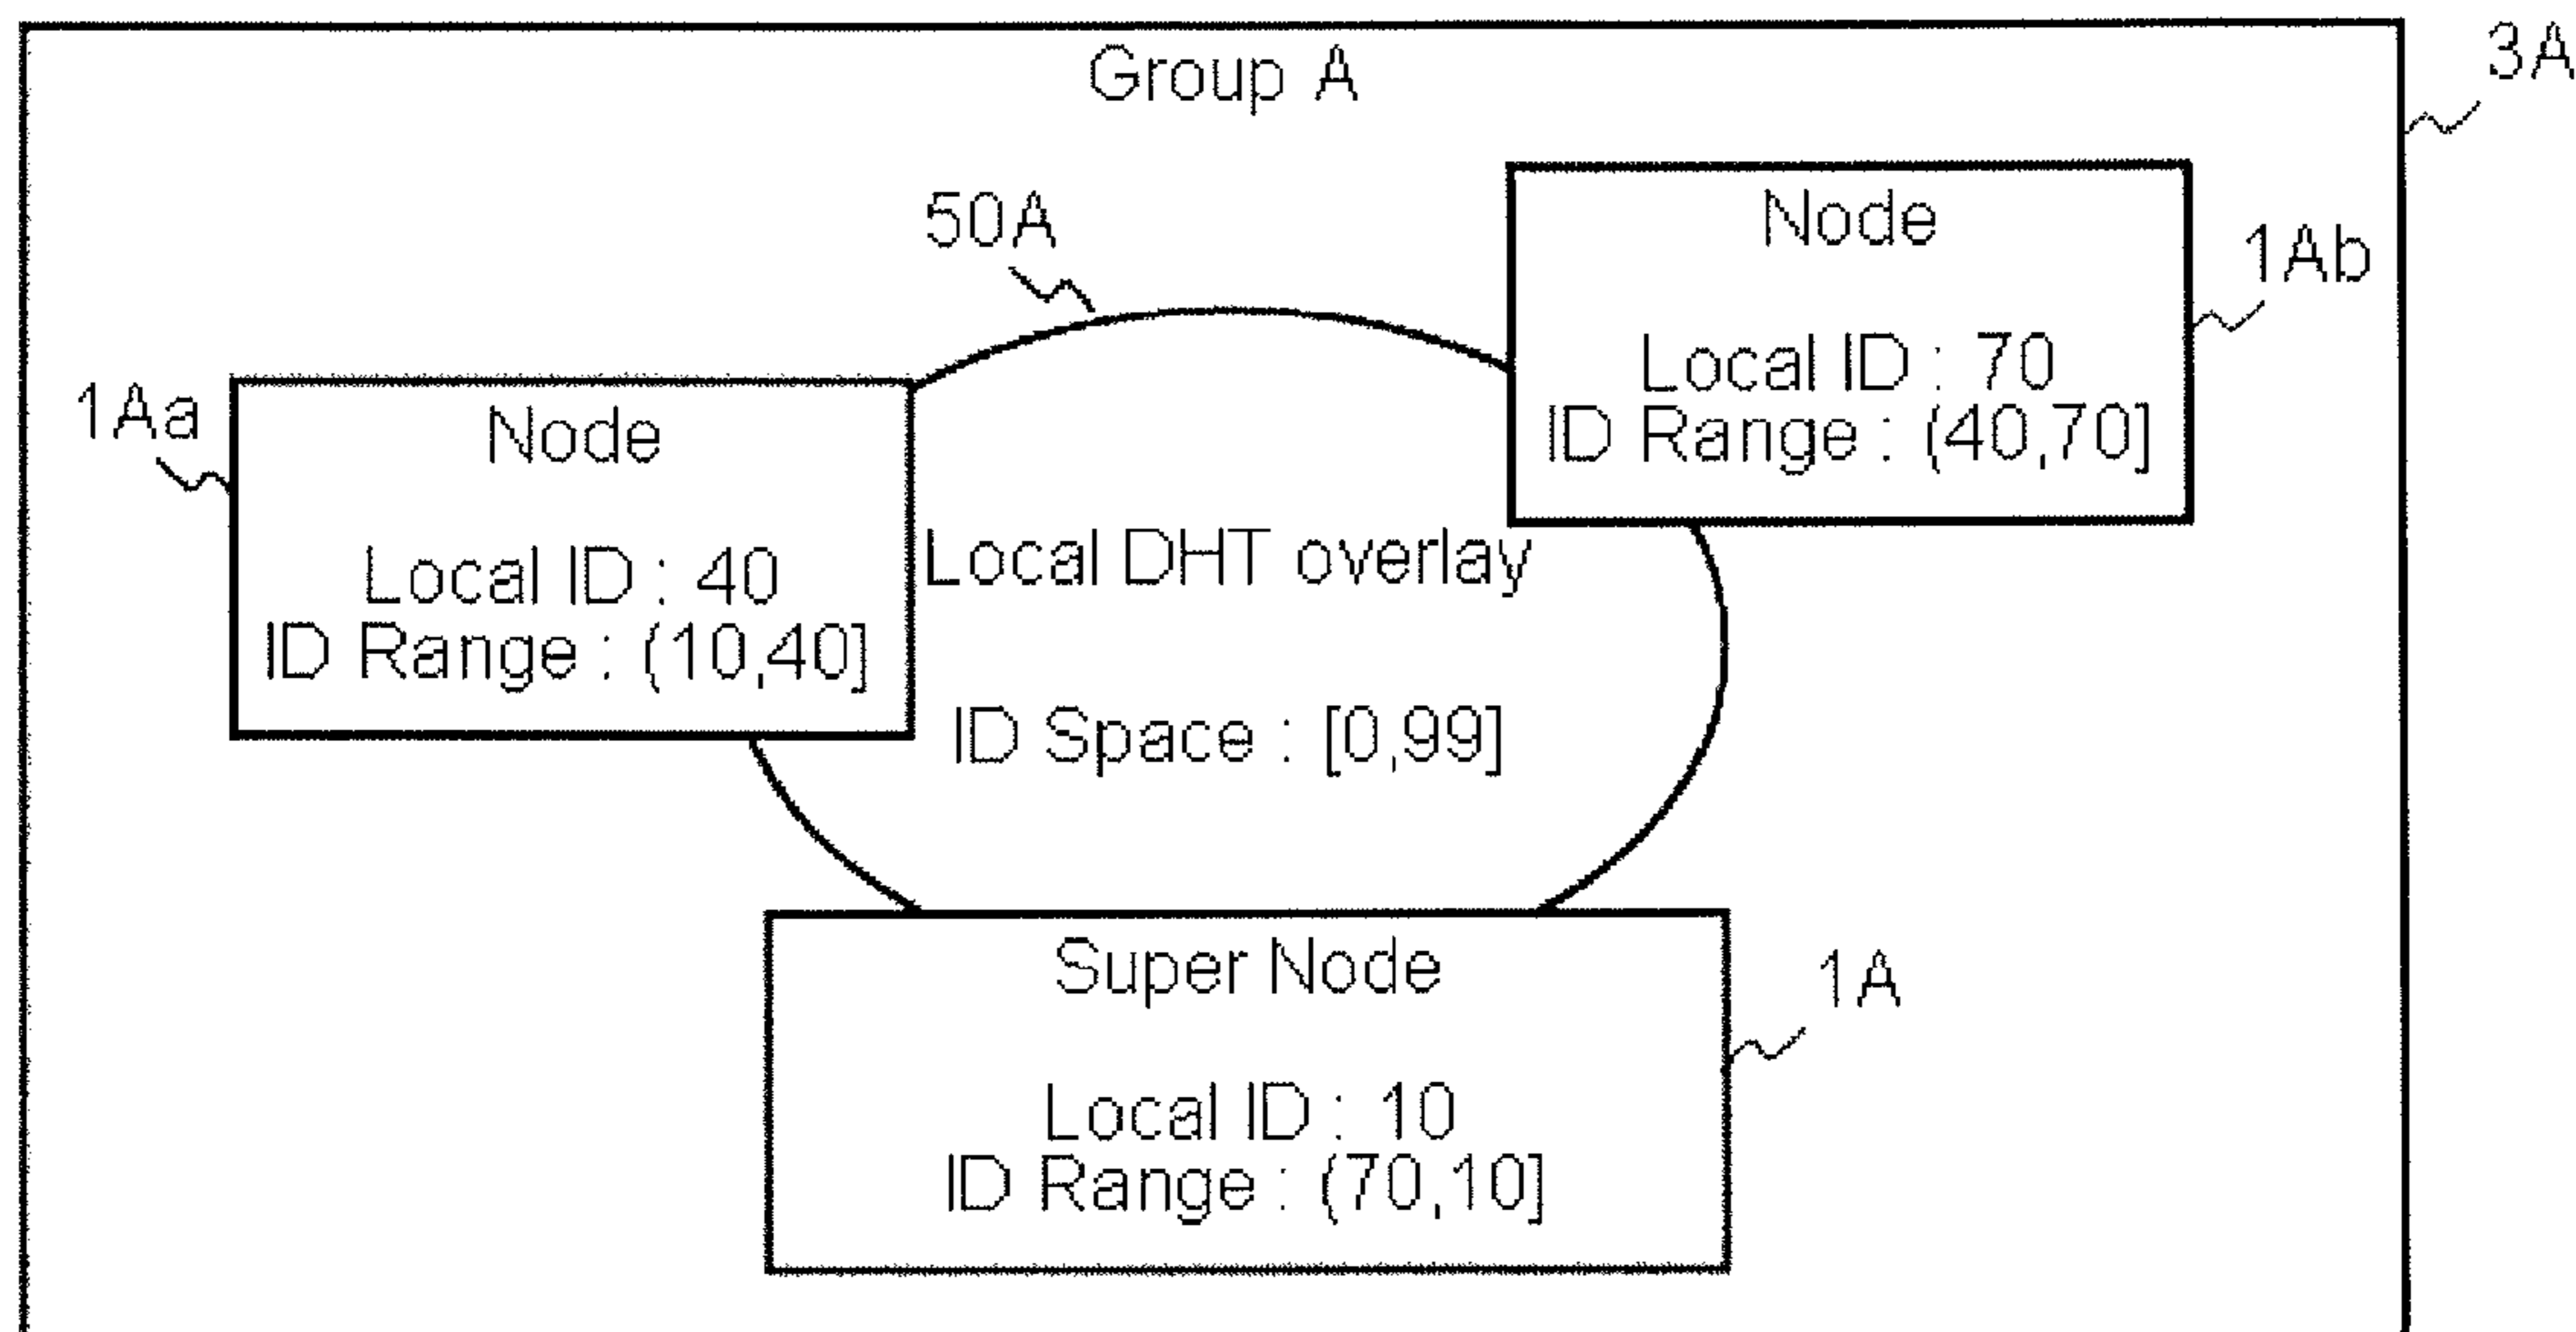 Group A
3A
50A
Node
Local ID : 70
ID Range : (40,70]
1Ab
1Aa
Node
Local ID : 40
ID Range : (10,40]
Local DHT overlay
ID Space : [0,99]
Super Node
Local ID : 10
ID Range : (70,10]
1A